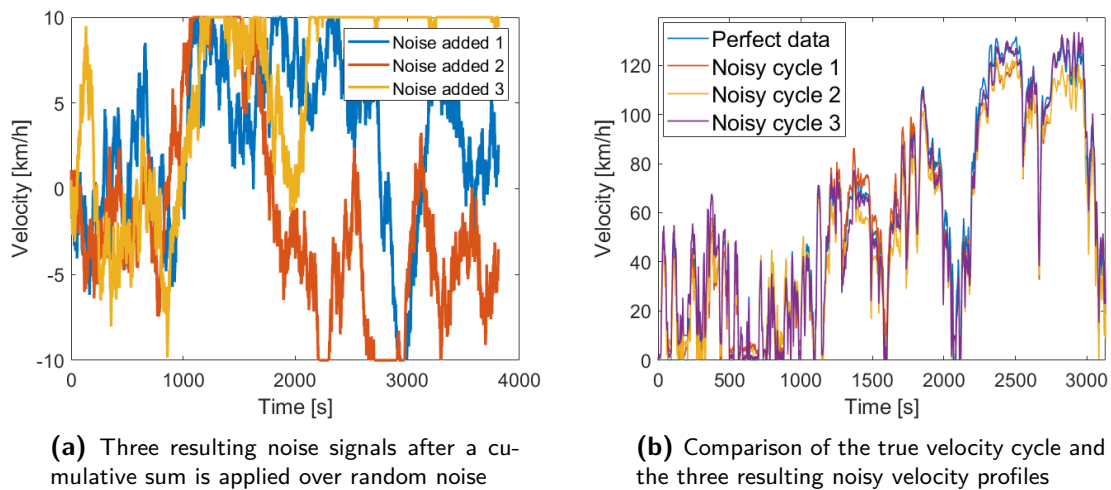 10
5
0
-5
-10
Velocity [km/h]
Noise added 1
Noise added 2
Noise added 3
0
1000
2000
3000
4000
Time [s]
(a) Three resulting noise signals after a cu-
mulative sum is applied over random noise
120
100
80
60
40
20
0
Velocity [km/h]
Perfect data
Noisy cycle 1
Noisy cycle 2
Noisy cycle 3
0
500
1000
1500
2000
2500
3000
Time [s]
(b) Comparison of the true velocity cycle and
the three resulting noisy velocity profiles